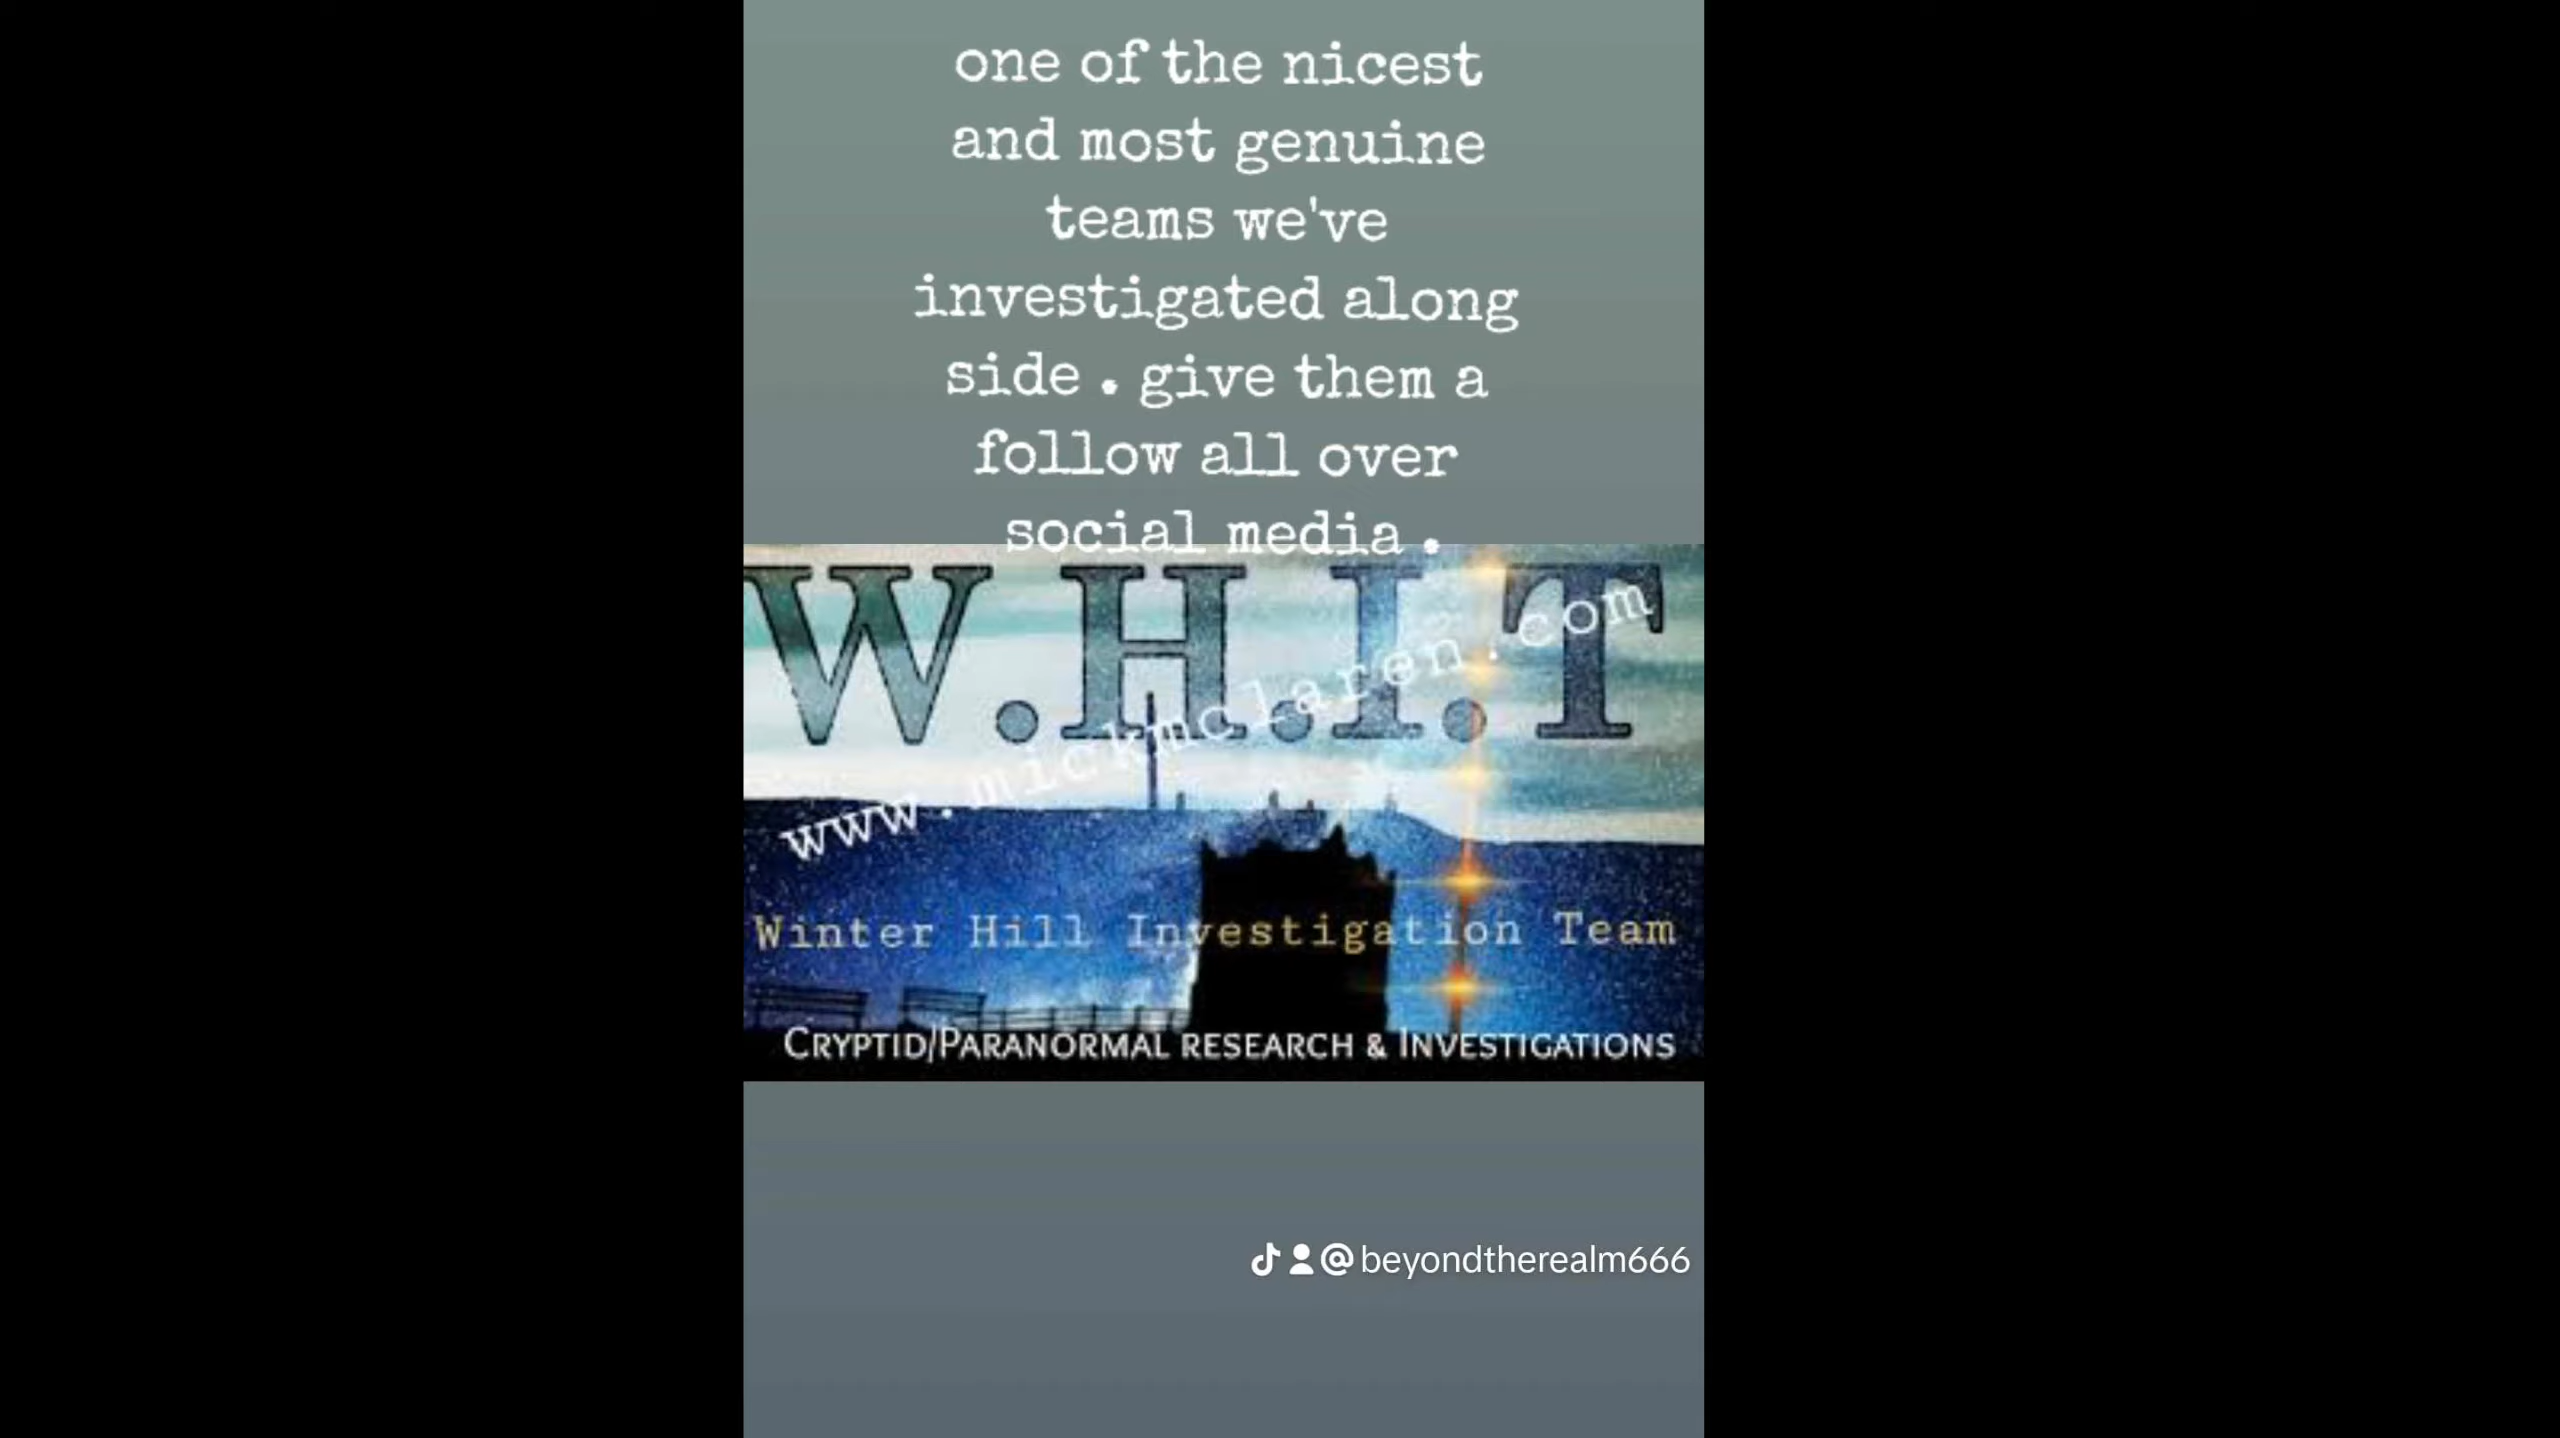 one of the nicest
and most genuine
teams we've
investigated along
side . give them a
follow all over
social media .
W.H.I.T
www.mickmclaren.com
Winter Hill Investigation Team
CRYPTID/PARANORMAL RESEARCH & INVESTIGATIONS
@beyondtherealm666